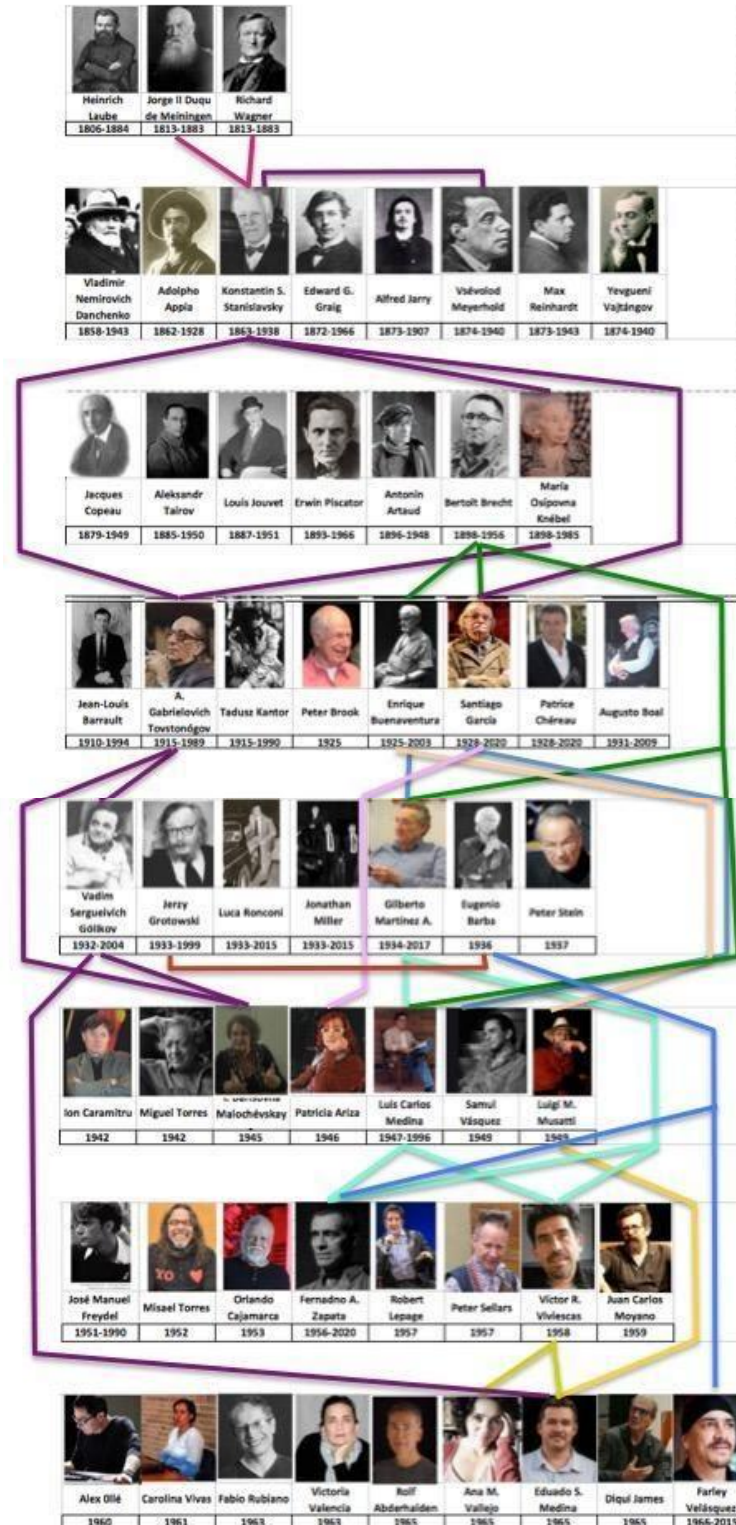 Heinrich Laube
Jorge II Duqu de Meiningen
Richard Wagner
1806-1884
1813-1883
1813-1883
Vladimir Nemirovich Danchenko
Adolpho Appia
Konstantin S. Stanislavsky
Edward G. Graig
Alfred Jarry
Vsévolod Meyerhold
Max Reinhardt
Yevgueni Vajtángov
1858-1943
1862-1928
1863-1938
1872-1966
1873-1907
1874-1940
1873-1943
1874-1940
Jacques Copeau
Aleksandr Taírov
Louis Jouvet
Erwin Piscator
Antonin Artaud
Bertolt Brecht
María Osipovna Knébel
1879-1949
1885-1950
1887-1951
1893-1966
1896-1948
1898-1956
1898-1985
Jean-Louis Barrault
A. Gabrielovich Tovstonógov
Tadusz Kantor
Peter Brook
Enrique Buenaventura
Santiago García
Patrice Chéreau
Augusto Boal
1910-1994
1915-1989
1915-1990
1925
1925-2003
1928-2020
1928-2020
1931-2009
Vadim Serguelvich Gólikov
Jerzy Grotowski
Luca Ronconi
Jonathan Miller
Gilberto Martínez A.
Eugenio Barba
Peter Stein
1932-2004
1933-1999
1933-2015
1933-2015
1934-2017
1936
1937
Ion Caramitru
Miguel Torres
Malochévskay
Patricia Ariza
Luis Carlos Medina
Samul Vásquez
Luigi M. Musatti
1942
1942
1945
1946
1947-1996
1949
1949
José Manuel Freydel
Misael Torres
Orlando Cajamarca
Fernadno A. Zapata
Robert Lepage
Peter Sellars
Víctor R. Viviescas
Juan Carlos Moyano
1951-1990
1952
1953
1956-2020
1957
1957
1958
1959
YO
Alex Ollé
Carolina Vivas
Fabio Rubiano
Victoria Valencia
Rolf Abderhalden
Ana M. Vallejo
Eduado S. Medina
Diqui James
Farley Velásquez
1960
1961
1963
1963
1965
1965
1965
1965
1966-2015